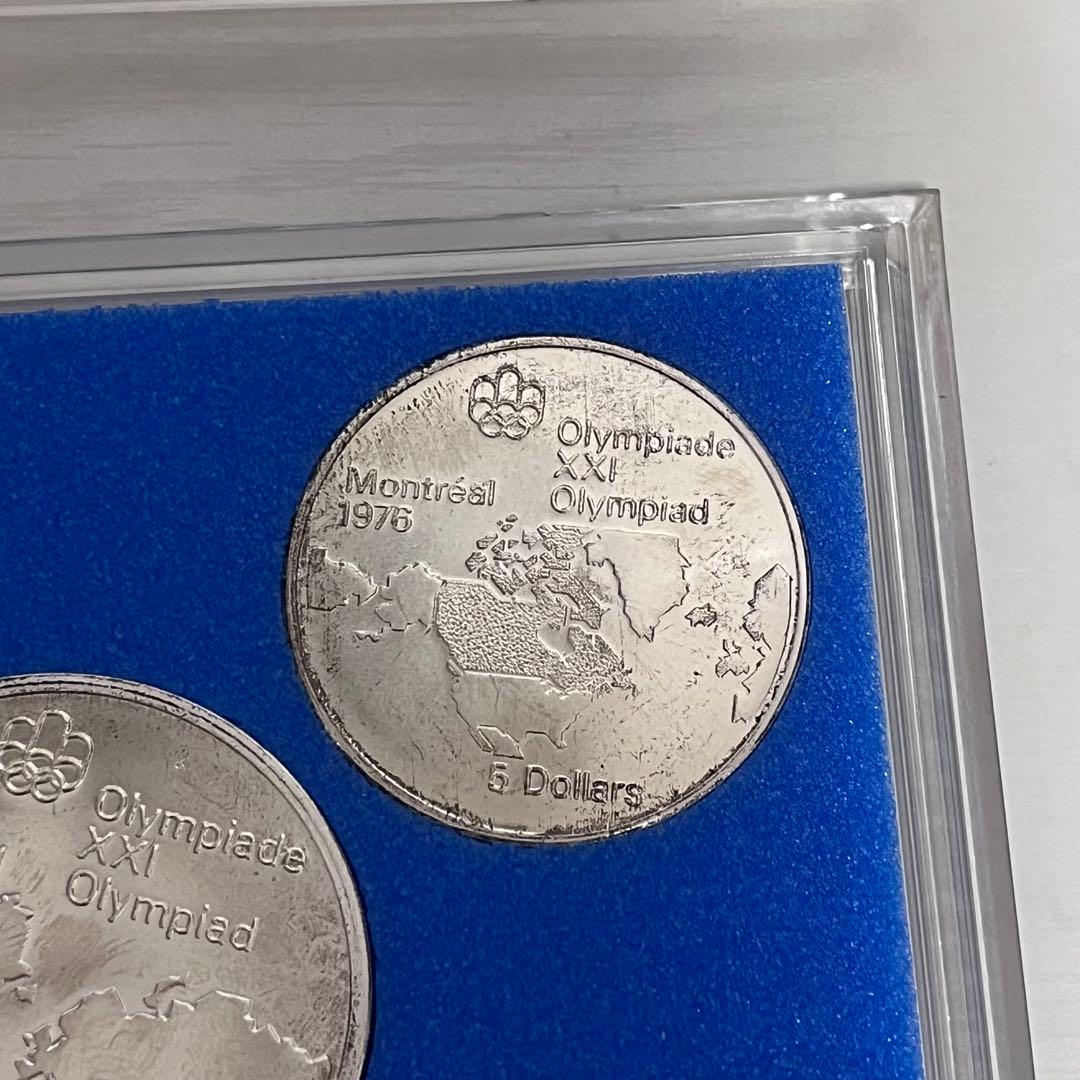 Olympiade
XXI
Olympiad
Montréal
1976
5 Dollars
Olympiade
XXI
Olympiad